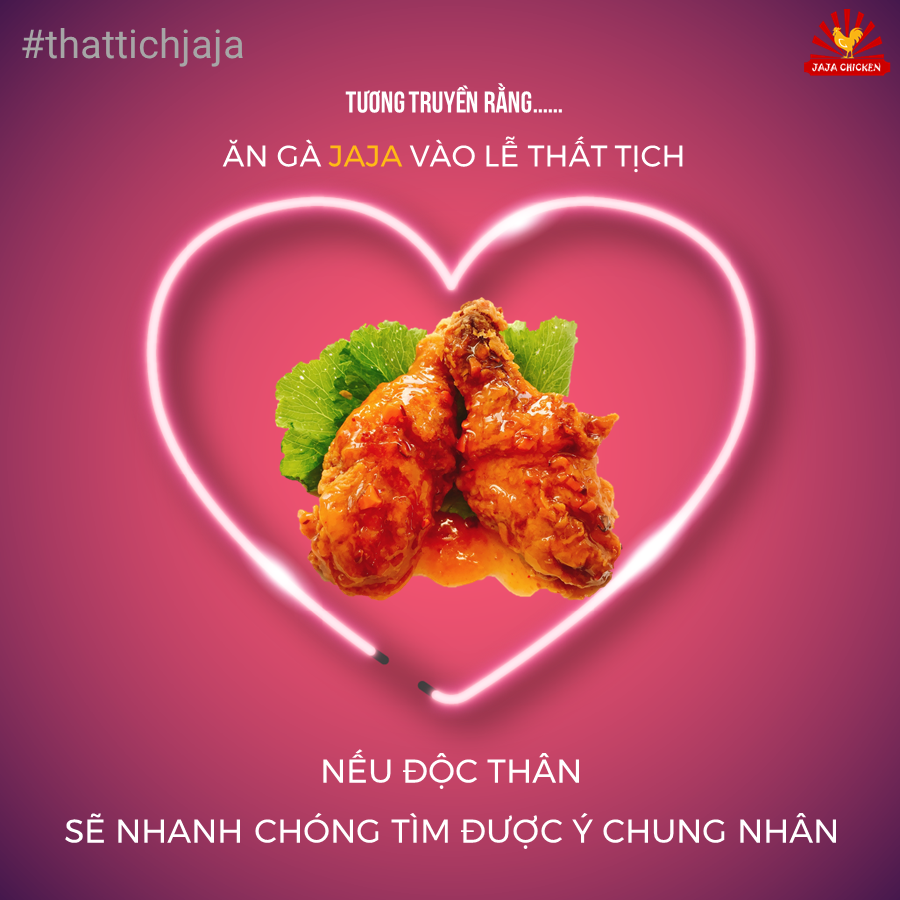 #thattichjaja
JAJA CHICKEN
TƯƠNG TRUYỀN RẰNG......
ĂN GÀ JAJA VÀO LỄ THẤT TỊCH
NẾU ĐỘC THÂN
SẼ NHANH CHÓNG TÌM ĐƯỢC Ý CHUNG NHÂN